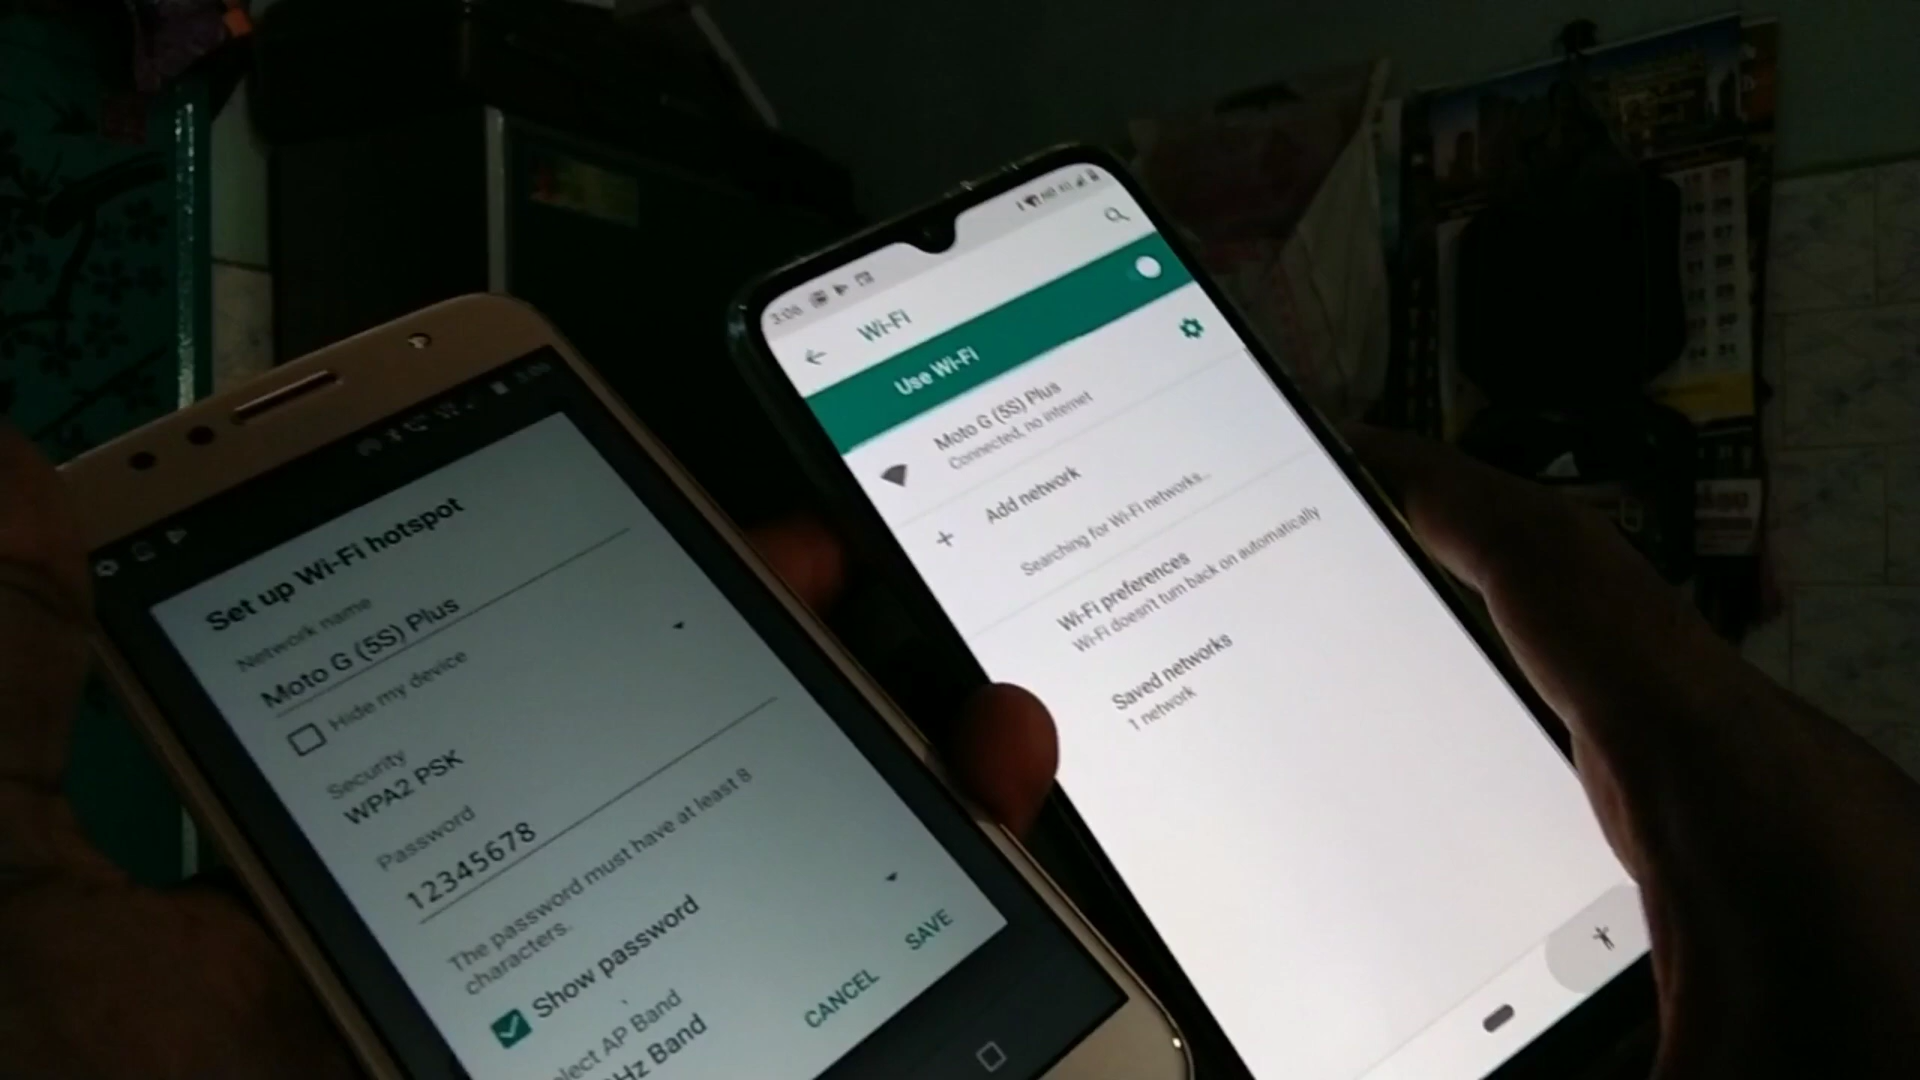 Set up Wi-Fi hotspot
Network name
Moto G (5S) Plus
Hide my device
Security
WPA2 PSK
Password
12345678
The password must have at least 8
characters.
Show password
elect AP Band
Hz Band
CANCEL SAVE
3:06
Wi-Fi
Use Wi-Fi
Moto G (5S) Plus
Connected, no internet
Add network
Searching for Wi-Fi networks…
Wi-Fi preferences
Wi-Fi doesn't turn back on automatically
Saved networks
1 network